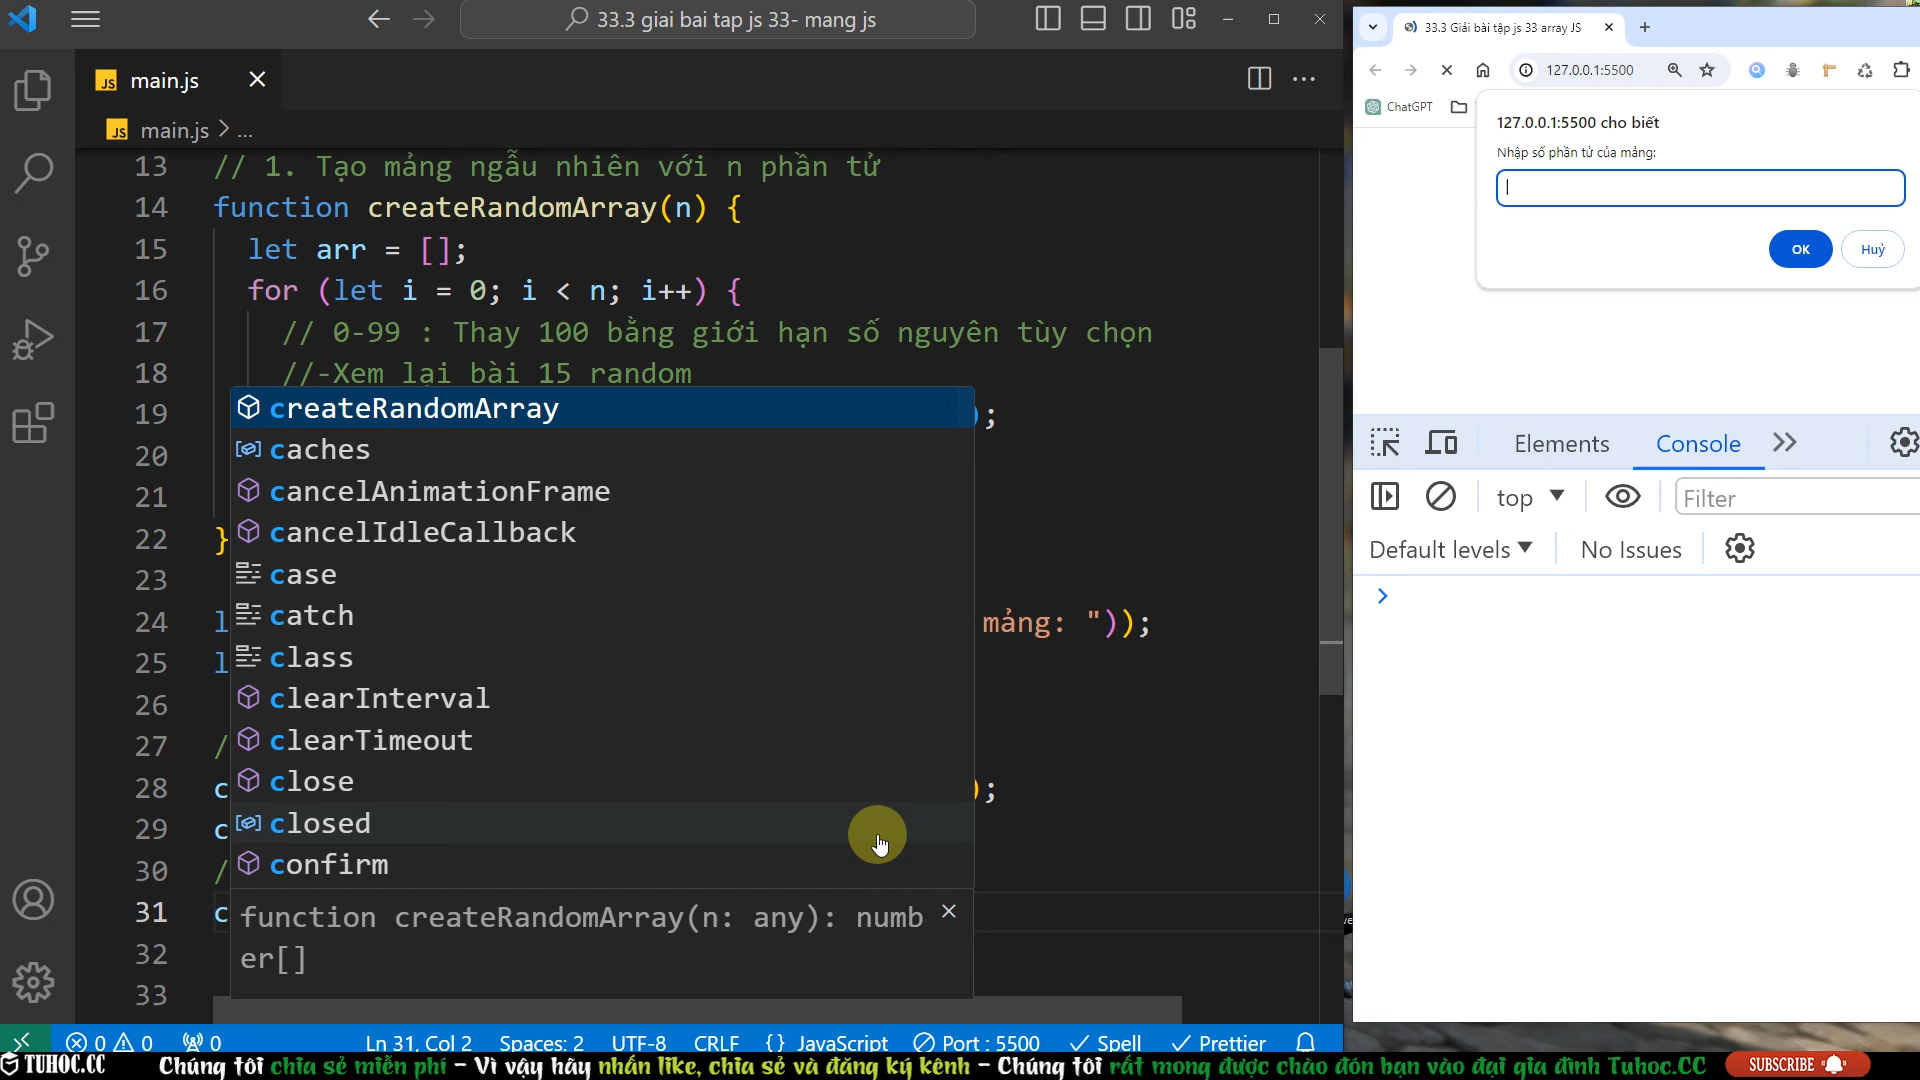 33.3 giai bai tap js 33- mang js
main.js
main.js > ...
13 // 1. Tạo mảng ngẫu nhiên với n phần tử
14 function createRandomArray(n) {
15 let arr = [];
16 for (let i = 0; i < n; i++) {
17 // 0-99 : Thay 100 bằng giới hạn số nguyên tùy chọn
18 //-Xem lại bài 15 random
createRandomArray
19 );
caches
20
cancelAnimationFrame
21
cancelIdleCallback
22 }
case
23
catch
24 l mảng: "));
class
25 l
clearInterval
26
clearTimeout
27 /
close
28 c );
closed
29 c
confirm
30 /
31 c
function createRandomArray(n: any): numb
er[]
32
33
0 0 0 Ln 31, Col 2 Spaces: 2 UTF-8 CRLF {} JavaScript Port : 5500 Spell Prettier
33.3 Giải bài tập js 33 array JS
127.0.0.1:5500
ChatGPT
127.0.0.1:5500 cho biết
Nhập số phần tử của mảng:
OK Huỷ
Elements Console
top Filter
Default levels No Issues
TUHOC.CC Chúng tôi chia sẻ miễn phí - Vì vậy hãy nhấn like, chia sẻ và đăng ký kênh - Chúng tôi rất mong được chào đón bạn vào đại gia đình Tuhoc.CC SUBSCRIBE